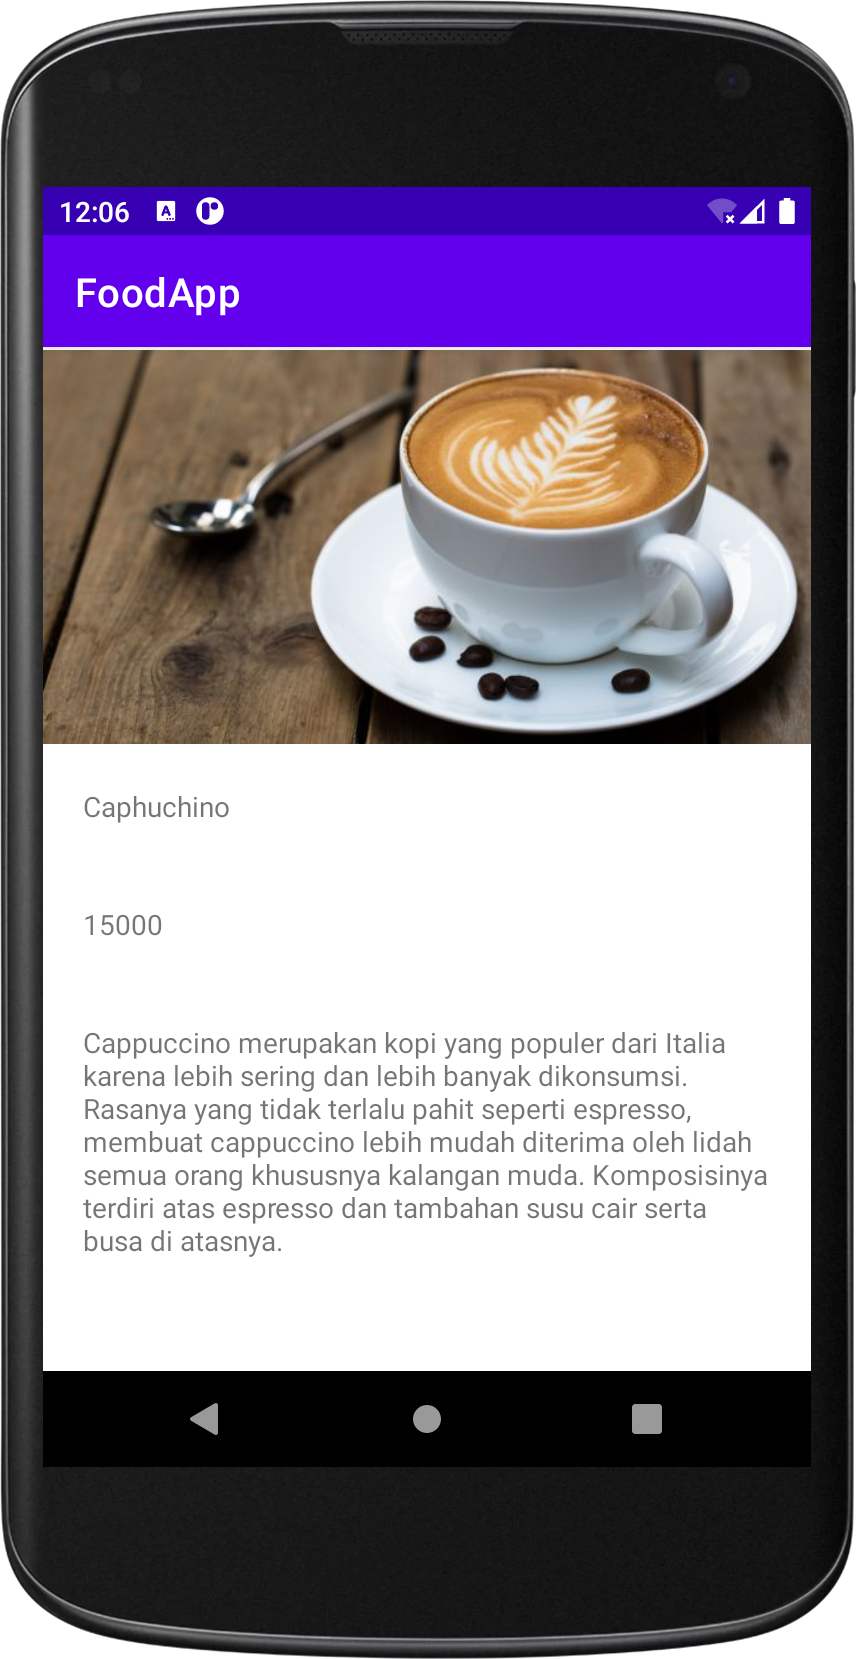 12:06
FoodApp
Caphuchino
15000
Cappuccino merupakan kopi yang populer dari Italia
karena lebih sering dan lebih banyak dikonsumsi.
Rasanya yang tidak terlalu pahit seperti espresso,
membuat cappuccino lebih mudah diterima oleh lidah
semua orang khususnya kalangan muda. Komposisinya
terdiri atas espresso dan tambahan susu cair serta
busa di atasnya.